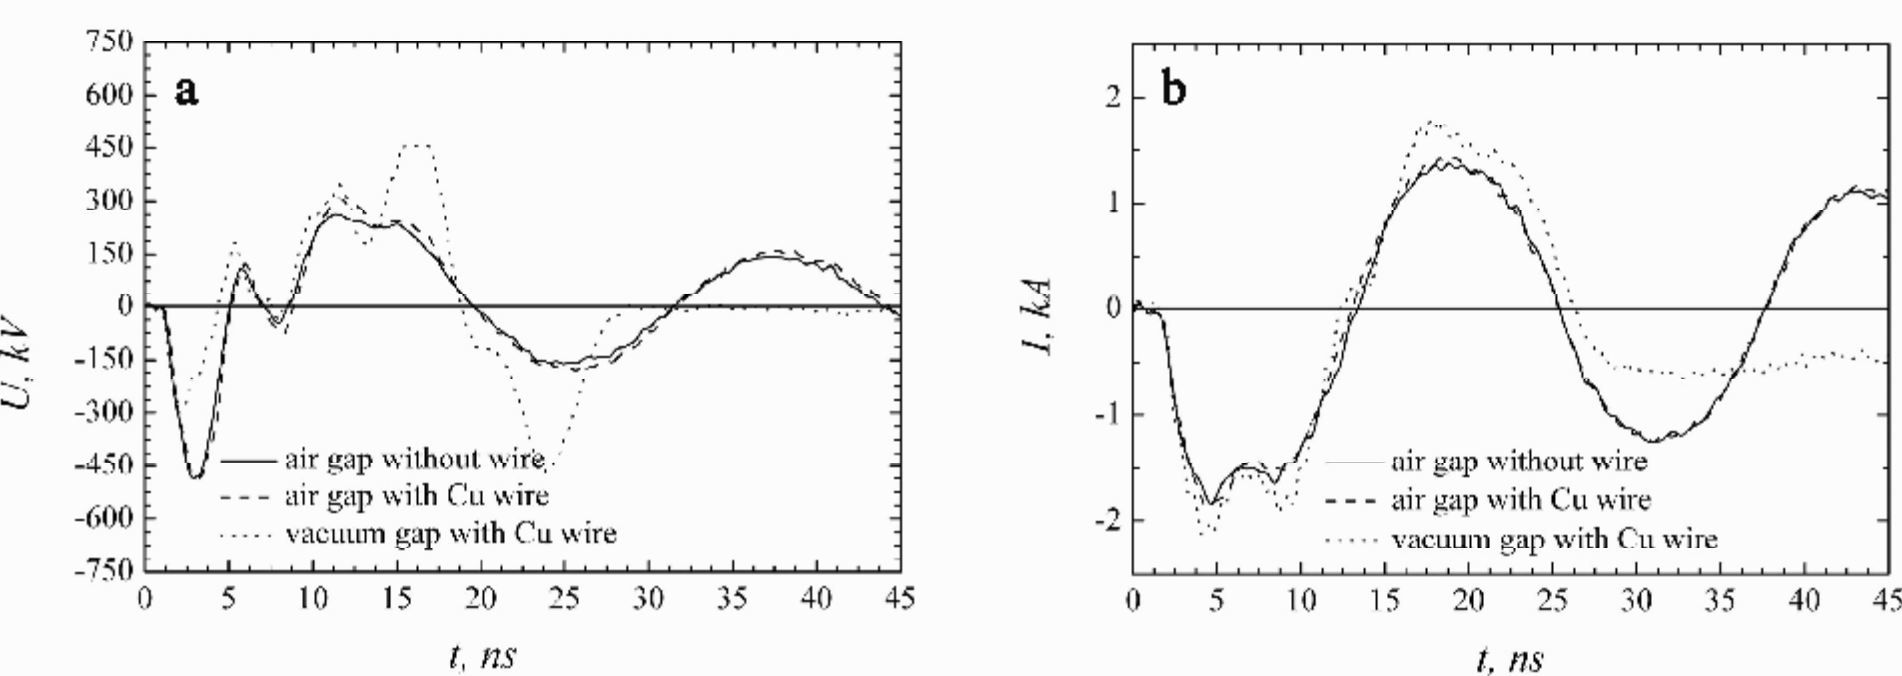 750
600
450
300
150
0
-150
-300
-450
-600
-750
U, kV
a
air gap without wire
air gap with Cu wire
vacuum gap with Cu wire
0 5 10 15 20 25 30 35 40 45
t, ns
2
1
0
-1
-2
I, kA
b
air gap without wire
air gap with Cu wire
vacuum gap with Cu wire
0 5 10 15 20 25 30 35 40 45
t, ns